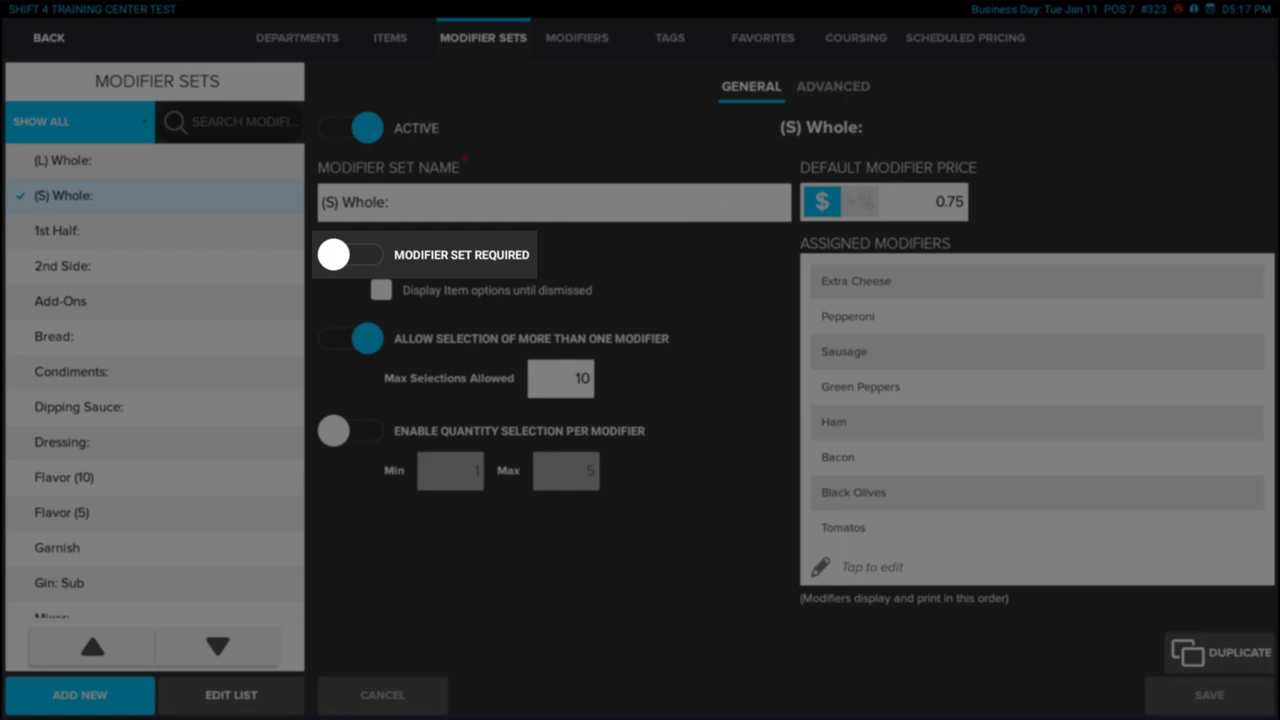 SHIFT 4 TRAINING CENTER TEST
Business Day: Tue Jan 11 POS 7 #323 05:17 PM
BACK
DEPARTMENTS ITEMS MODIFIER SETS MODIFIERS TAGS FAVORITES COURSING SCHEDULED PRICING
MODIFIER SETS
SHOW ALL
SEARCH MODIFI...
(L) Whole:
(S) Whole:
1st Half:
2nd Side:
Add-Ons
Bread:
Condiments:
Dipping Sauce:
Dressing:
Flavor (10)
Flavor (5)
Garnish
Gin: Sub
Mixer:
ADD NEW
EDIT LIST
GENERAL ADVANCED
ACTIVE
(S) Whole:
MODIFIER SET NAME*
(S) Whole:
DEFAULT MODIFIER PRICE
$ +% 0.75
MODIFIER SET REQUIRED
Display Item options until dismissed
ALLOW SELECTION OF MORE THAN ONE MODIFIER
Max Selections Allowed 10
ENABLE QUANTITY SELECTION PER MODIFIER
Min 1 Max 5
ASSIGNED MODIFIERS
Extra Cheese
Pepperoni
Sausage
Green Peppers
Ham
Bacon
Black Olives
Tomatos
Tap to edit
(Modifiers display and print in this order)
DUPLICATE
CANCEL
SAVE